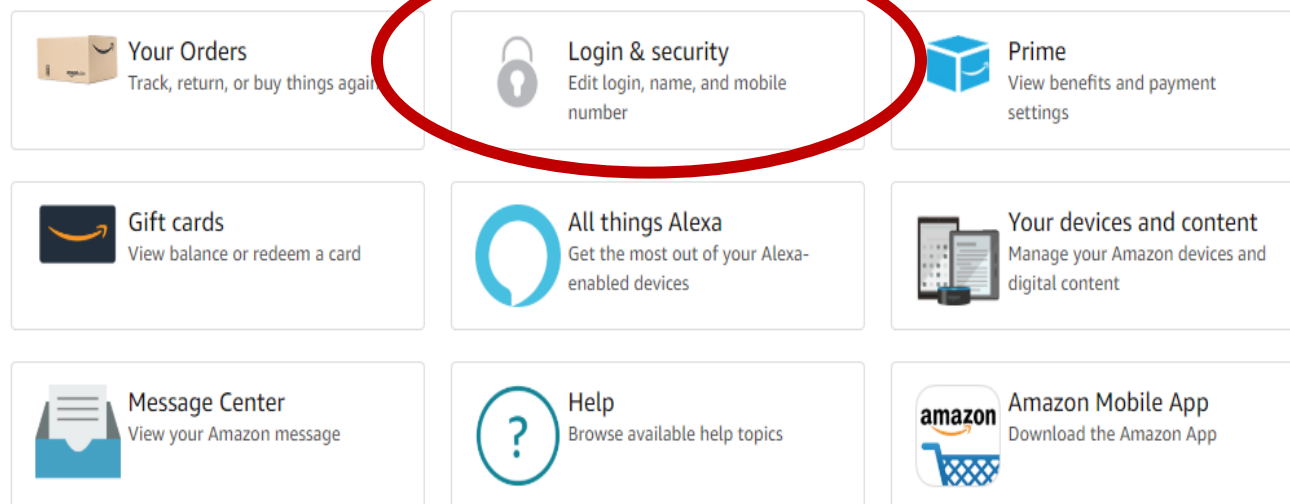 Your Orders
Track, return, or buy things again
Login & security
Edit login, name, and mobile
number
Prime
View benefits and payment
settings
Gift cards
View balance or redeem a card
All things Alexa
Get the most out of your Alexa-
enabled devices
Your devices and content
Manage your Amazon devices and
digital content
Message Center
View your Amazon message
Help
?
Browse available help topics
amazon
Amazon Mobile App
Download the Amazon App